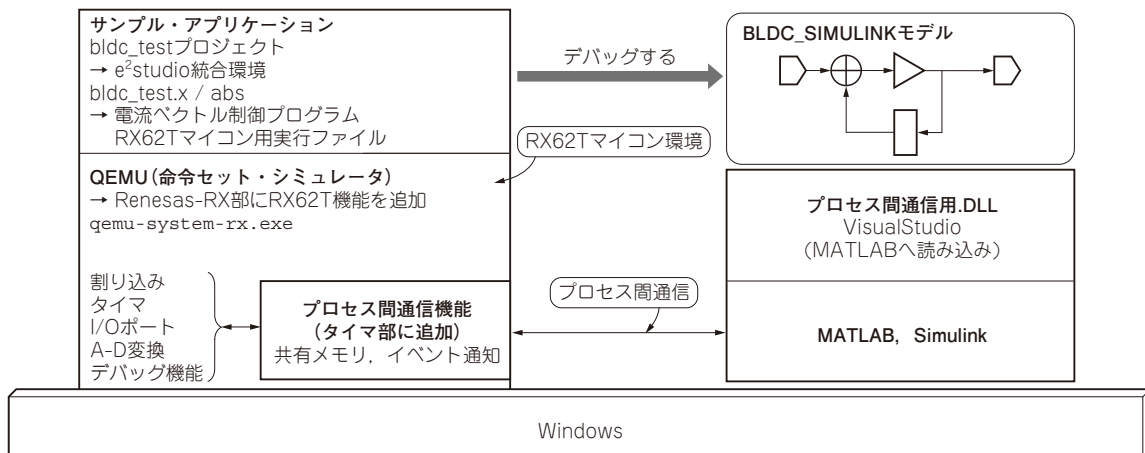 サンプル・アプリケーション
bldc_testプロジェクト
→ e²studio統合環境
bldc_test.x / abs
→ 電流ベクトル制御プログラム
RX62Tマイコン用実行ファイル
デバッグする
BLDC_SIMULINKモデル
RX62Tマイコン環境
QEMU(命令セット・シミュレータ)
→ Renesas-RX部にRX62T機能を追加
qemu-system-rx.exe
割り込み
タイマ
I/Oポート
A-D変換
デバッグ機能
プロセス間通信機能
(タイマ部に追加)
共有メモリ，イベント通知
プロセス間通信
プロセス間通信用.DLL
VisualStudio
(MATLABへ読み込み)
MATLAB，Simulink
Windows